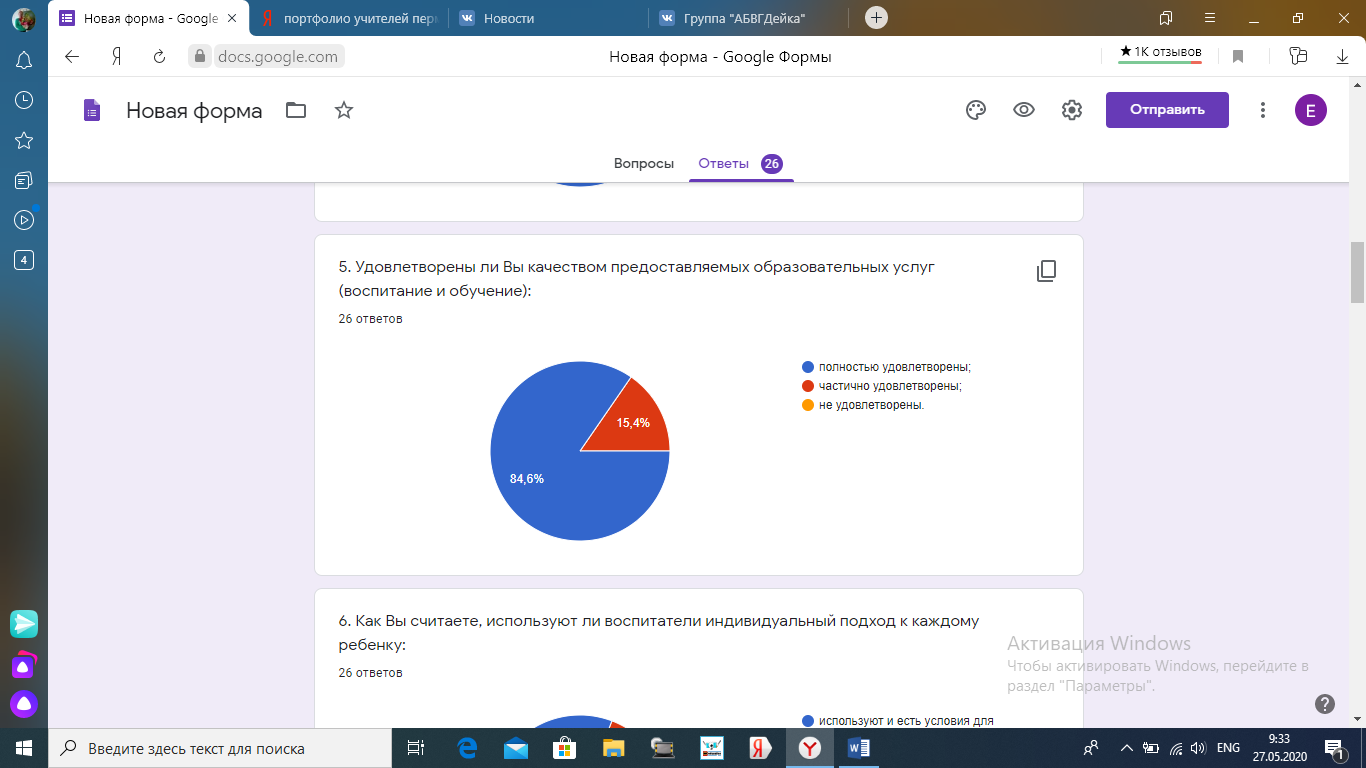 Новая форма - Google
портфолио учителей пер
Новости
Группа "АБВГДейка"
docs.google.com
Новая форма - Google Формы
★ 1К отзывов
Новая форма
Отправить
E
Вопросы
Ответы 26
5. Удовлетворены ли Вы качеством предоставляемых образовательных услуг
(воспитание и обучение):
26 ответов
полностью удовлетворены;
частично удовлетворены;
не удовлетворены.
15,4%
84,6%
6. Как Вы считаете, используют ли воспитатели индивидуальный подход к каждому
ребенку:
26 ответов
используют и есть условия для
Активация Windows
Чтобы активировать Windows, перейдите в
раздел "Параметры".
4
Введите здесь текст для поиска
ENG
9:33
27.05.2020
1